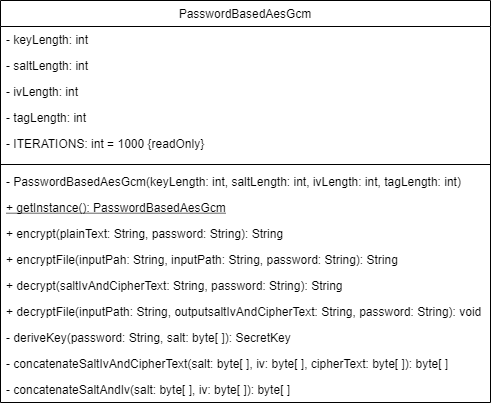 PasswordBasedAesGcm
- keyLength: int
- saltLength: int
- ivLength: int
- tagLength: int
- ITERATIONS: int = 1000 {readOnly}
- PasswordBasedAesGcm(keyLength: int, saltLength: int, ivLength: int, tagLength: int)
+ getInstance(): PasswordBasedAesGcm
+ encrypt(plainText: String, password: String): String
+ encryptFile(inputPah: String, inputPath: String, password: String): String
+ decrypt(saltIvAndCipherText: String, password: String): String
+ decryptFile(inputPath: String, outputsaltIvAndCipherText: String, password: String): void
- deriveKey(password: String, salt: byte[ ]): SecretKey
- concatenateSaltIvAndCipherText(salt: byte[ ], iv: byte[ ], cipherText: byte[ ]): byte[ ]
- concatenateSaltAndIv(salt: byte[ ], iv: byte[ ]): byte[ ]